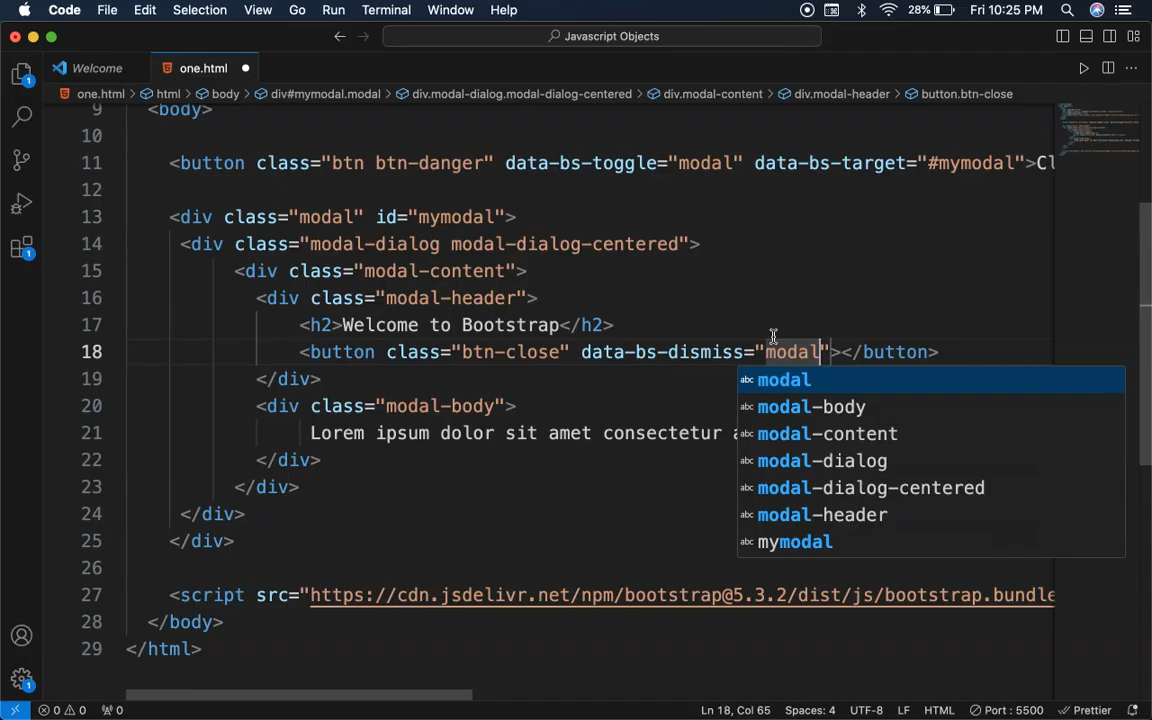 Code File Edit Selection View Go Run Terminal Window Help 28% Fri 10:25 PM
Javascript Objects
Welcome one.html
one.html > html > body > div#mymodal.modal > div.modal-dialog.modal-dialog-centered > div.modal-content > div.modal-header > button.btn-close
9 <body>
10
11 <button class="btn btn-danger" data-bs-toggle="modal" data-bs-target="#mymodal">Cl
12
13 <div class="modal" id="mymodal">
14 <div class="modal-dialog modal-dialog-centered">
15 <div class="modal-content">
16 <div class="modal-header">
17 <h2>Welcome to Bootstrap</h2>
18 <button class="btn-close" data-bs-dismiss="modal"></button>
19 </div>
abc modal
20 <div class="modal-body">
abc modal-body
21 Lorem ipsum dolor sit amet consectetur a
abc modal-content
22 </div>
abc modal-dialog
23 </div>
abc modal-dialog-centered
24 </div>
abc modal-header
25 </div>
abc mymodal
26
27 <script src="https://cdn.jsdelivr.net/npm/bootstrap@5.3.2/dist/js/bootstrap.bundle
28 </body>
29 </html>
1
1
1
0 0 0 Ln 18, Col 65 Spaces: 4 UTF-8 LF HTML Port : 5500 Prettier